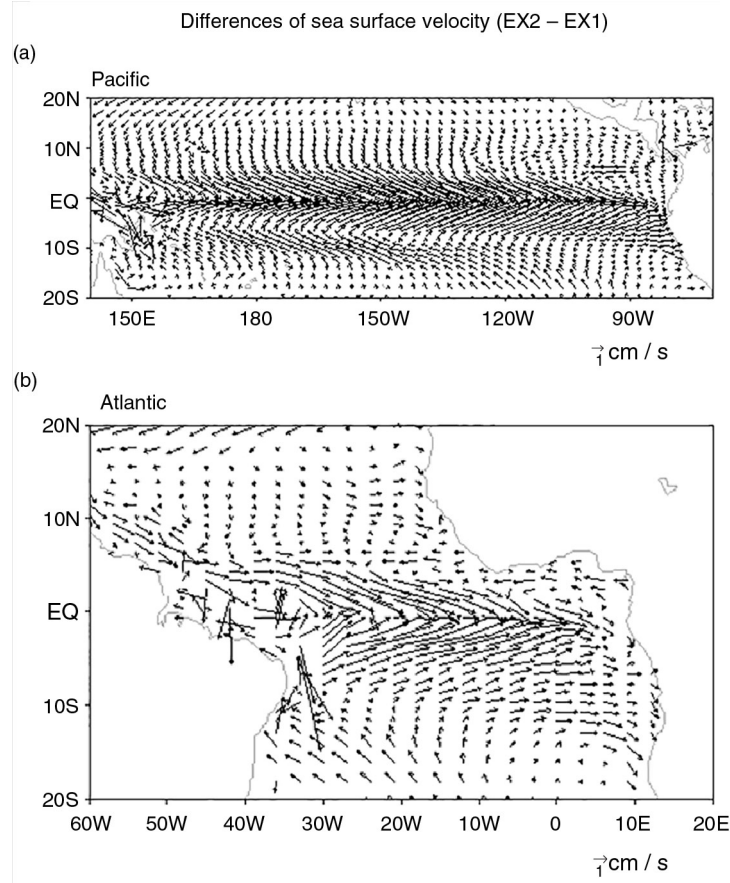 Differences of sea surface velocity (EX2 – EX1)
(a)
Pacific
20N
10N
EQ
10S
20S
150E 180 150W 120W 90W
→ cm / s
1
(b)
Atlantic
20N
10N
EQ
10S
20S
60W 50W 40W 30W 20W 10W 0 10E 20E
→ cm / s
1